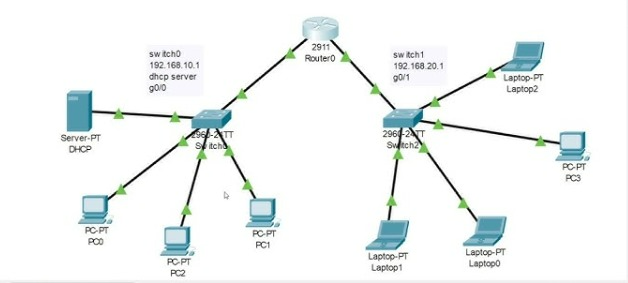 switch0
192.168.10.1
dhcp server
g0/0
2911
Router0
switch1
192.168.20.1
g0/1
Laptop-PT
Laptop2
Server-PT
DHCP
2960-24TT
Switch0
2960-24TT
Switch2
PC-PT
PC3
PC-PT
PC0
PC-PT
PC2
PC-PT
PC1
Laptop-PT
Laptop1
Laptop-PT
Laptop0